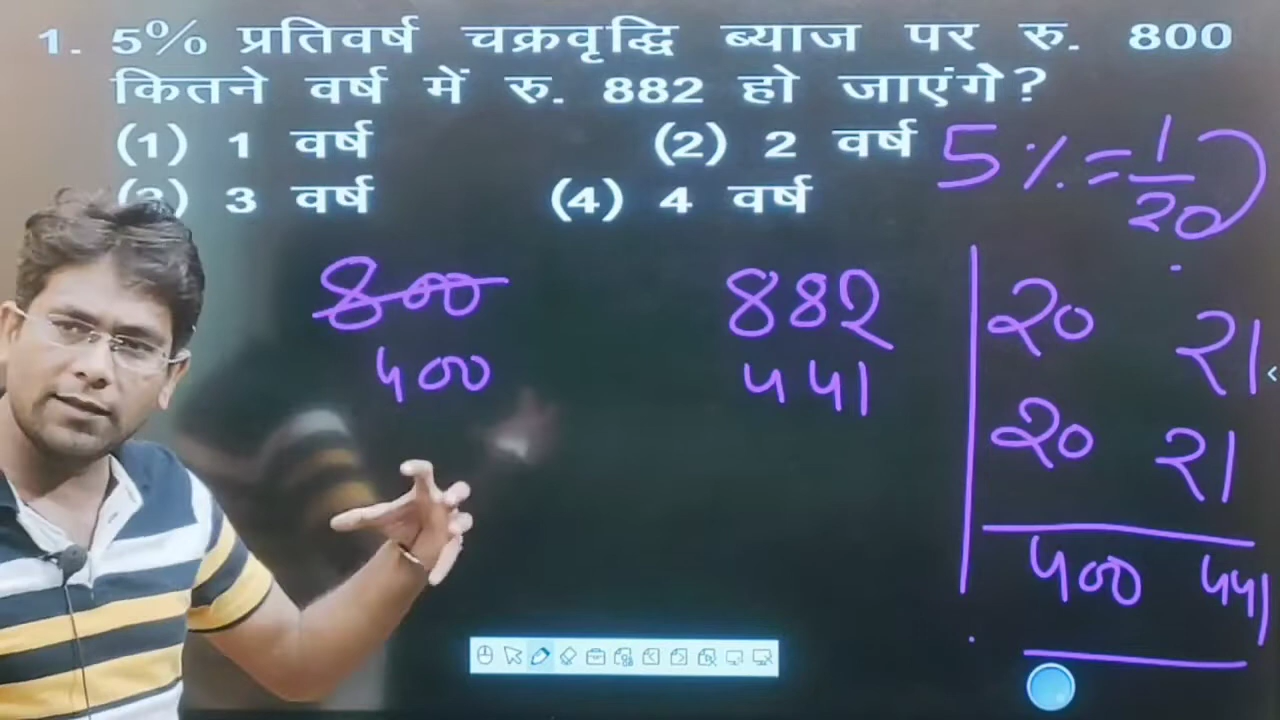 1. 5% प्रतिवर्ष चक्रवृद्धि ब्याज पर रु. 800
कितने वर्ष में रु. 882 हो जाएंगे?
(1) 1 वर्ष (2) 2 वर्ष
(3) 3 वर्ष (4) 4 वर्ष
5 % = 1/20
800 882
400 441
20 21
20 21
400 441